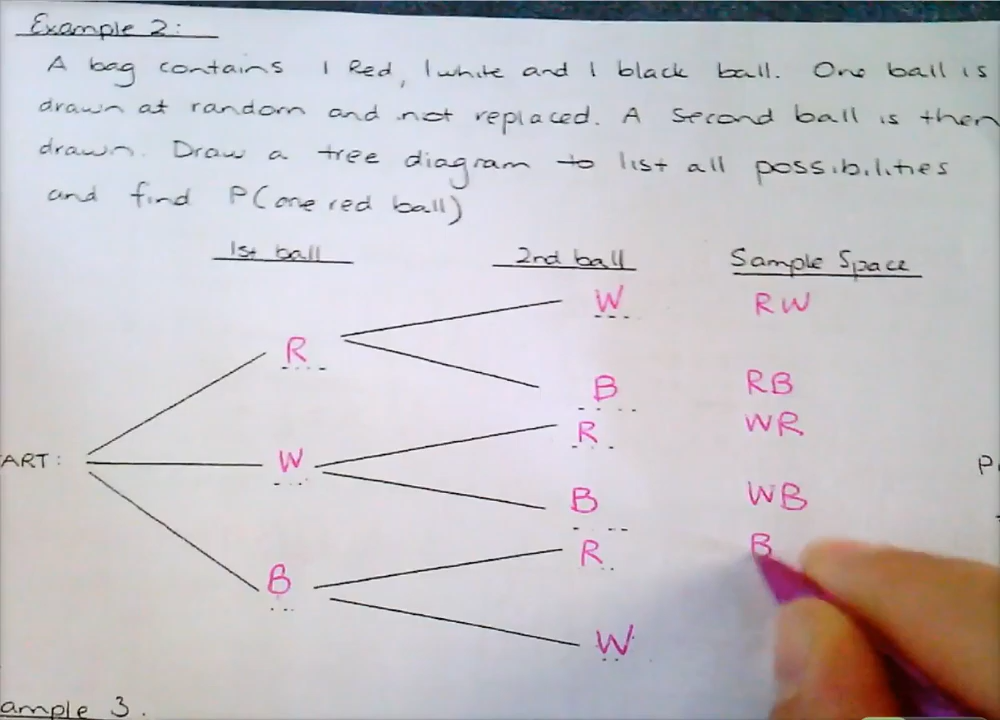 Example 2:
A bag contains 1 Red, 1 white and 1 black ball. One ball is
drawn at random and not replaced. A Second ball is then
drawn. Draw a tree diagram to list all possibilities
and find P(one red ball)
1st ball 2nd ball Sample Space
W RW
R
B RB
R WR
ART: W
B WB
R B
B
W
ample 3.